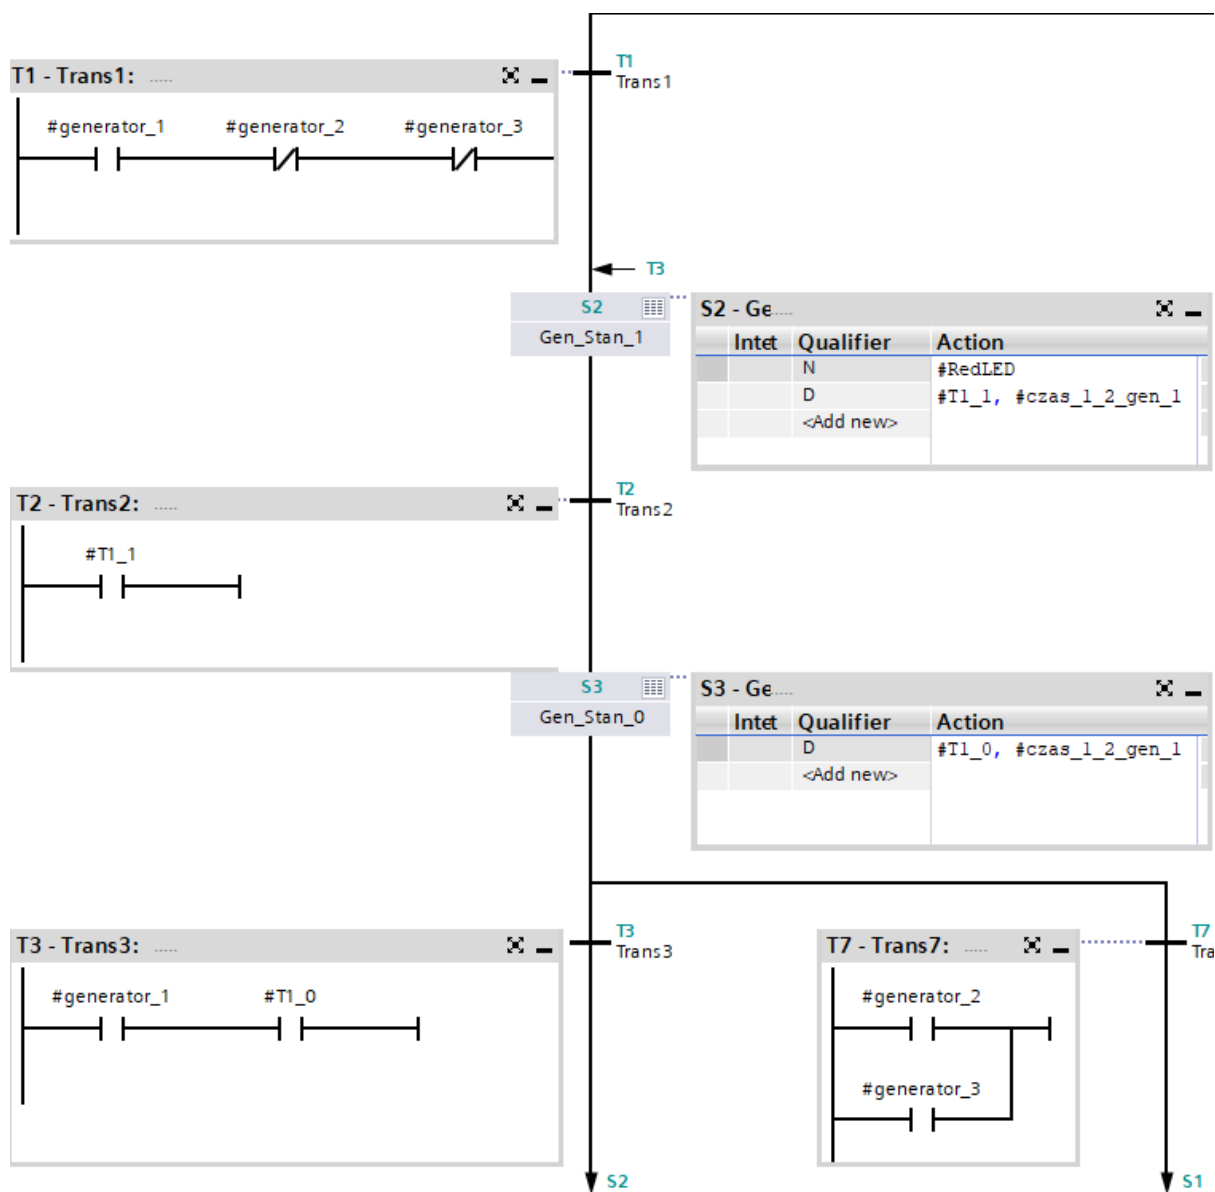 T1
Trans1
T1 - Trans1: .....
#generator_1 #generator_2 #generator_3
T3
S2
Gen_Stan_1
S2 - Ge.....
Intet Qualifier Action
N #RedLED
D #T1_1, #czas_1_2_gen_1
<Add new>
T2
Trans2
T2 - Trans2: .....
#T1_1
S3
Gen_Stan_0
S3 - Ge.....
Intet Qualifier Action
D #T1_0, #czas_1_2_gen_1
<Add new>
T3
Trans3
T3 - Trans3: .....
#generator_1 #T1_0
T7
Tra
T7 - Trans7: .....
#generator_2
#generator_3
S2
S1